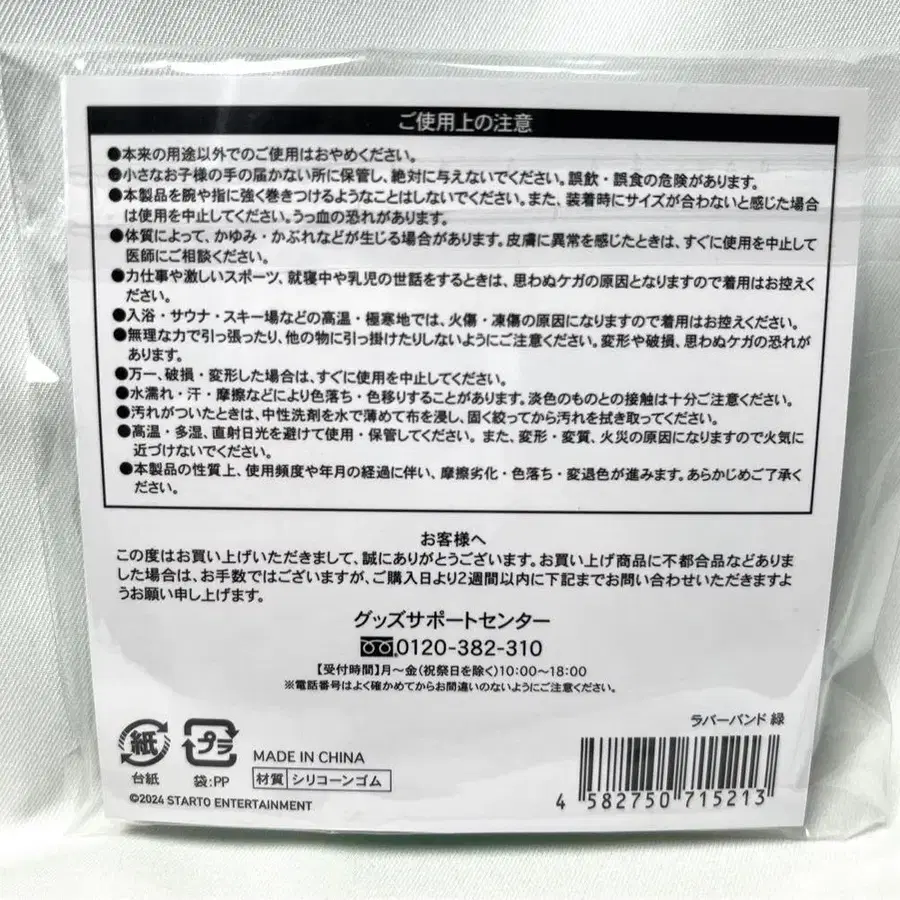 ご使用上の注意
●本来の用途以外でのご使用はおやめください。
●小さなお子様の手の届かない所に保管し、絶対に与えないでください。誤飲・誤食の危険があります。
●本製品を腕や指に強く巻きつけるようなことはしないでください。また、装着時にサイズが合わないと感じた場合
は使用を中止してください。うっ血の恐れがあります。
●体質によって、かゆみ・かぶれなどが生じる場合があります。皮膚に異常を感じたときは、すぐに使用を中止して
医師にご相談ください。
●力仕事や激しいスポーツ、就寝中や乳児の世話をするときは、思わぬケガの原因となりますので着用はお控えく
ださい。
●入浴・サウナ・スキー場などの高温・極寒地では、火傷・凍傷の原因になりますので着用はお控えください。
●無理な力で引っ張ったり、他の物に引っ掛けたりしないようにご注意ください。変形や破損、思わぬケガの恐れが
あります。
●万一、破損・変形した場合は、すぐに使用を中止してください。
●水濡れ・汗・摩擦などにより色落ち・色移りすることがあります。淡色のものとの接触は十分ご注意ください。
●汚れがついたときは、中性洗剤を水で薄めて布を浸し、固く絞ってから汚れを拭き取ってください。
●高温・多湿、直射日光を避けて使用・保管してください。また、変形・変質、火災の原因になりますので火気に
近づけないでください。
●本製品の性質上、使用頻度や年月の経過に伴い、摩擦劣化・色落ち・変退色が進みます。あらかじめご了承く
ださい。
お客様へ
この度はお買い上げいただきまして、誠にありがとうございます。お買い上げ商品に不都合品などありま
した場合は、お手数ではございますが、ご購入日より2週間以内に下記までお問い合わせいただきますよ
うお願い申し上げます。
グッズサポートセンター
0120-382-310
【受付時間】月〜金(祝祭日を除く)10:00〜18:00
※電話番号はよく確かめてからお間違いのないようにご注意ください。
ラバーバンド 緑
紙 プラ
台紙 袋:PP
MADE IN CHINA
材質 シリコーンゴム
©2024 STARTO ENTERTAINMENT
4 582750 715213